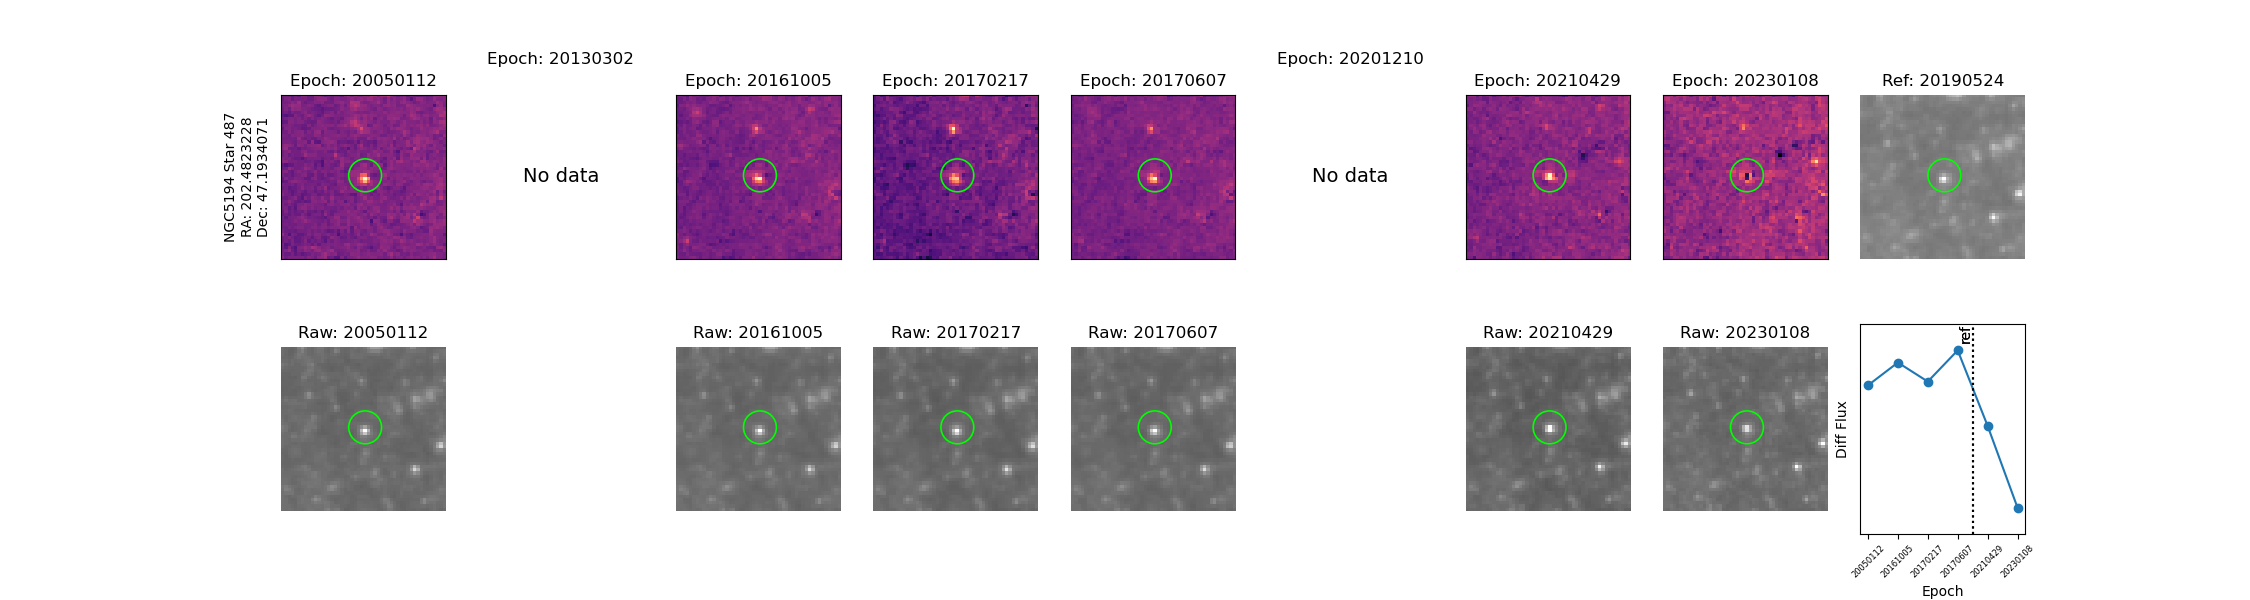 Epoch: 20130302
Epoch: 20201210
Epoch: 20050112
Epoch: 20161005
Epoch: 20170217
Epoch: 20170607
Epoch: 20210429
Epoch: 20230108
Ref: 20190524
NGC5194 Star 487
RA: 202.4823228
Dec: 47.1934071
No data
No data
Raw: 20050112
Raw: 20161005
Raw: 20170217
Raw: 20170607
Raw: 20210429
Raw: 20230108
ref
Diff Flux
20050112
20161005
20170217
20170607
20210429
20230108
Epoch